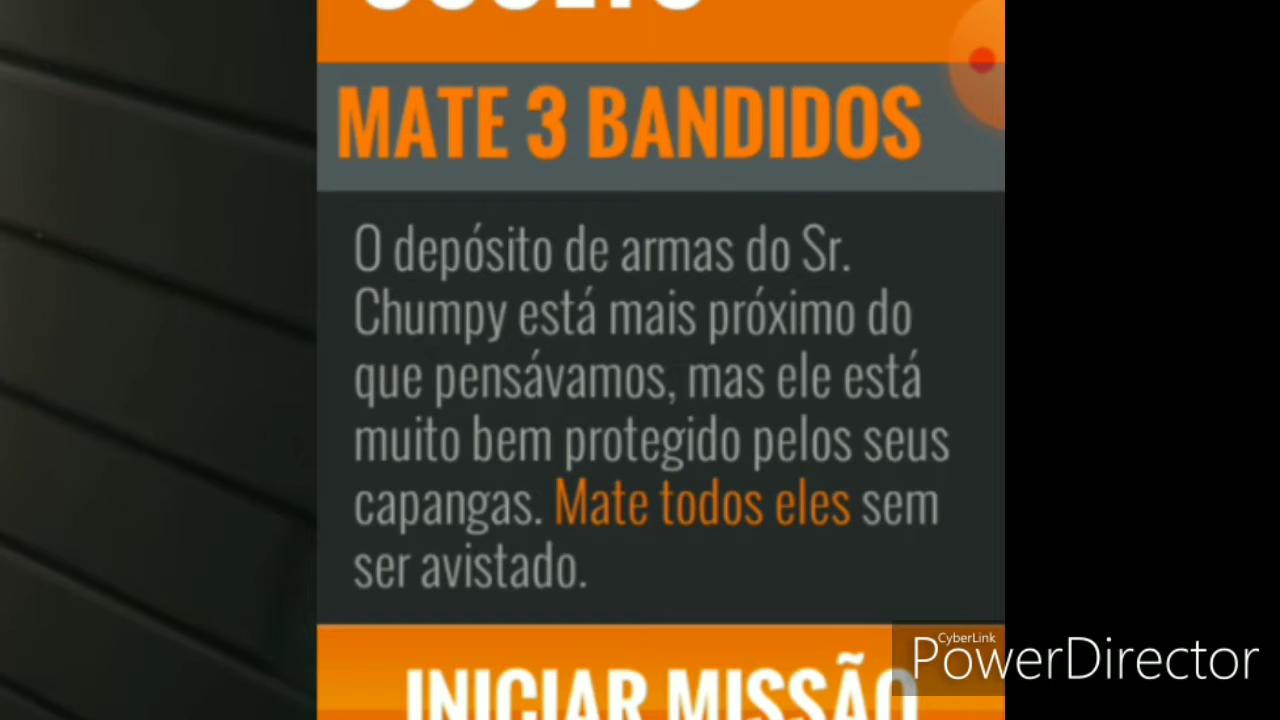 MATE 3 BANDIDOS
O depósito de armas do Sr.
Chumpy está mais próximo do
que pensávamos, mas ele está
muito bem protegido pelos seus
capangas. Mate todos eles sem
ser avistado.
INICIAR MISSÃO
CyberLink
PowerDirector